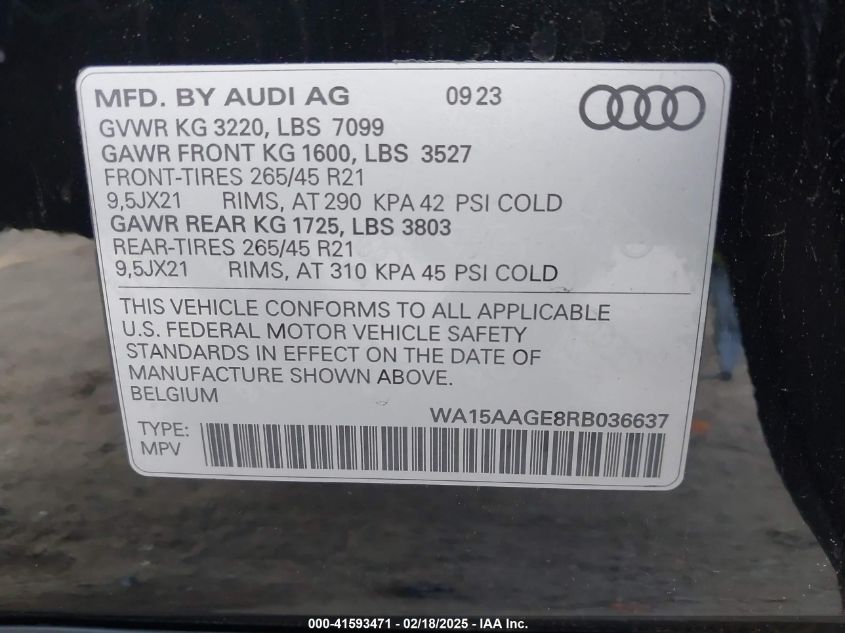 MFD. BY AUDI AG 0923
GVWR KG 3220, LBS 7099
GAWR FRONT KG 1600, LBS 3527
FRONT-TIRES 265/45 R21
9,5JX21 RIMS, AT 290 KPA 42 PSI COLD
GAWR REAR KG 1725, LBS 3803
REAR-TIRES 265/45 R21
9,5JX21 RIMS, AT 310 KPA 45 PSI COLD
THIS VEHICLE CONFORMS TO ALL APPLICABLE
U.S. FEDERAL MOTOR VEHICLE SAFETY
STANDARDS IN EFFECT ON THE DATE OF
MANUFACTURE SHOWN ABOVE.
BELGIUM
WA15AAGE8RB036637
TYPE:
MPV
000-41593471 - 02/18/2025 - IAA Inc.